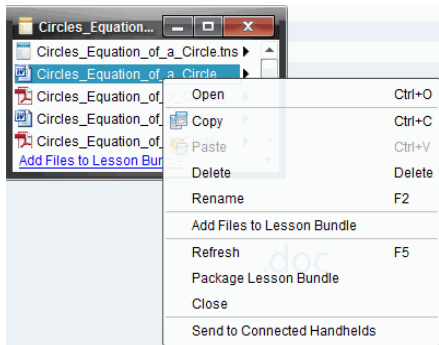 Circles_Equation...
Circles_Equation_of_a_Circle.tns
Circles_Equation_of_a_Circle
Circles_Equation_of_
Circles_Equation_of_
Circles_Equation_of_
Add Files to Lesson Bun
Open Ctrl+O
Copy Ctrl+C
Paste Ctrl+V
Delete Delete
Rename F2
Add Files to Lesson Bundle
Refresh F5
.doc
Package Lesson Bundle
Close
Send to Connected Handhelds